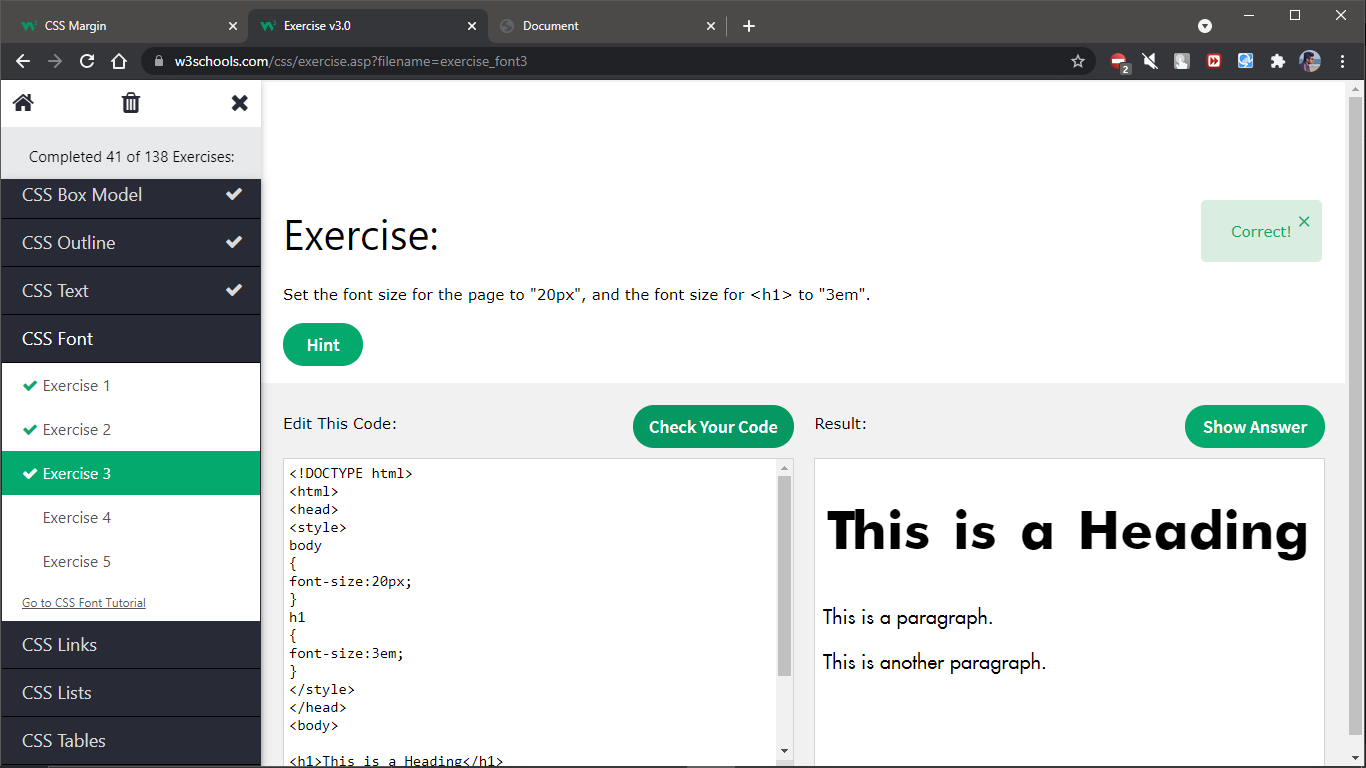 CSS Margin
Exercise v3.0
Document
w3schools.com/css/exercise.asp?filename=exercise_font3
2
Completed 41 of 138 Exercises:
CSS Box Model
CSS Outline
CSS Text
CSS Font
Exercise 1
Exercise 2
Exercise 3
Exercise 4
Exercise 5
Go to CSS Font Tutorial
CSS Links
CSS Lists
CSS Tables
Exercise:
Correct!
Set the font size for the page to "20px", and the font size for <h1> to "3em".
Hint
Edit This Code:
Check Your Code
<!DOCTYPE html>
<html>
<head>
<style>
body
{
font-size:20px;
}
h1
{
font-size:3em;
}
</style>
</head>
<body>
<h1>This is a Heading</h1>
Result:
Show Answer
This is a Heading
This is a paragraph.
This is another paragraph.